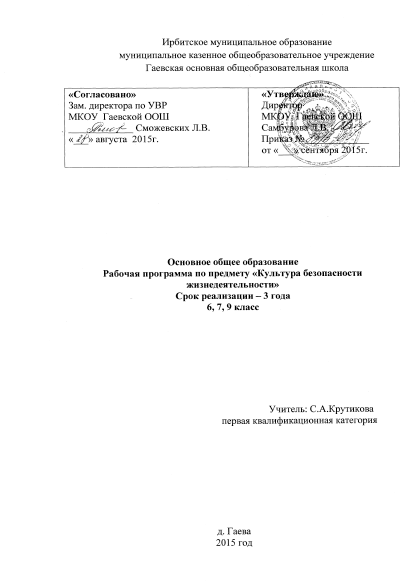 Ирбитское муниципальное образование
муниципальное казенное общеобразовательное учреждение
Гаевская основная общеобразовательная школа
«Согласовано»
Зам. директора по УВР
МКОУ Гаевской ООШ
Сможевских Л.В.
« » августа 2015г.
«Утверждаю»
Директор
МКОУ Гаевской ООШ
Самбурова Л.В.
Приказ №
от « » сентября 2015г.
Основное общее образование
Рабочая программа по предмету «Культура безопасности
жизнедеятельности»
Срок реализации – 3 года
6, 7, 9 класс
Учитель: С.А.Крутикова
первая квалификационная категория
д. Гаева
2015 год